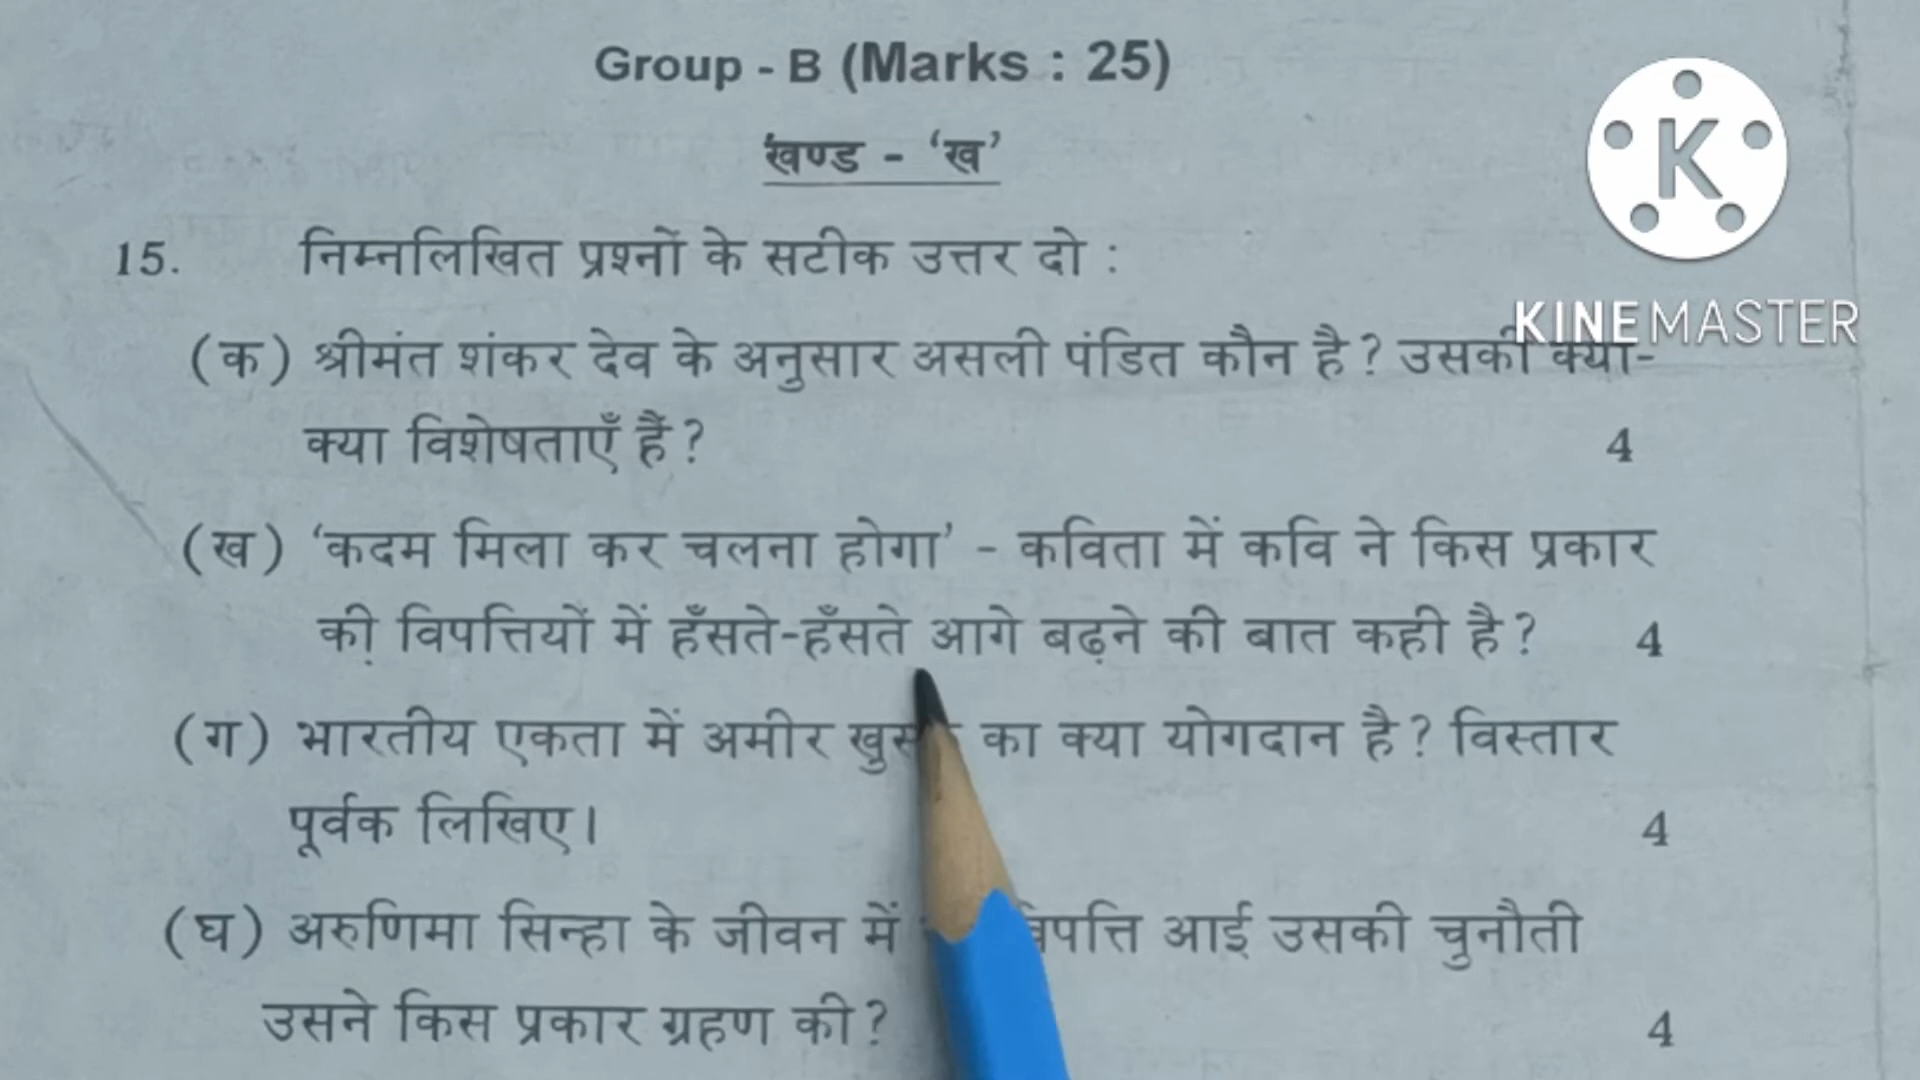 Group - B (Marks : 25)
खण्ड - ‘ख’
15. निम्नलिखित प्रश्नों के सटीक उत्तर दो :
(क) श्रीमंत शंकर देव के अनुसार असली पंडित कौन है? उसकी क्या-
क्या विशेषताएँ हैं? 4
(ख) ‘कदम मिला कर चलना होगा’ - कविता में कवि ने किस प्रकार
की विपत्तियों में हँसते-हँसते आगे बढ़ने की बात कही है? 4
(ग) भारतीय एकता में अमीर का क्या योगदान है? विस्तार
पूर्वक लिखिए। 4
(घ) अरुणिमा सिन्हा के जीवन में आई उसकी चुनौती
उसने किस प्रकार ग्रहण की? 4
K
KINEMASTER